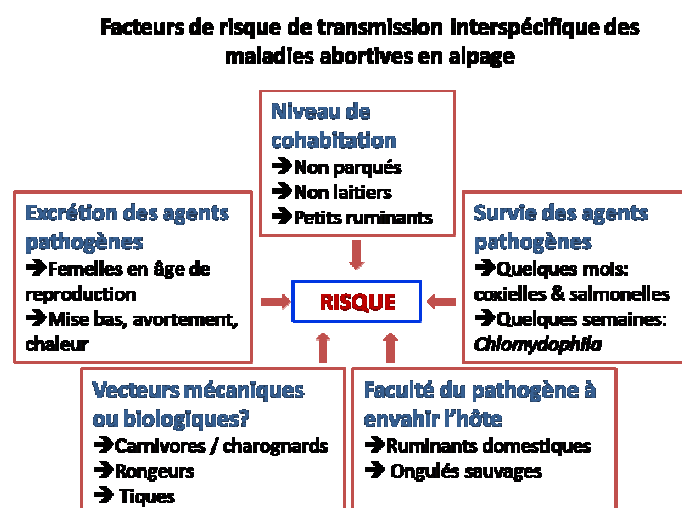 Facteurs de risque de transmission interspécifique des
maladies abortives en alpage
Niveau de
cohabitation
➔Non parqués
➔Non laitiers
➔Petits ruminants
Excrétion des agents
pathogènes
➔Femelles en âge de
reproduction
➔Mise bas, avortement,
chaleur
RISQUE
Survie des agents
pathogènes
➔Quelques mois:
coxielles & salmonelles
➔Quelques semaines:
Chlamydophila
Vecteurs mécaniques
ou biologiques?
➔Carnivores / charognards
➔Rongeurs
➔ Tiques
Faculté du pathogène à
envahir l'hôte
➔Ruminants domestiques
➔ Ongulés sauvages